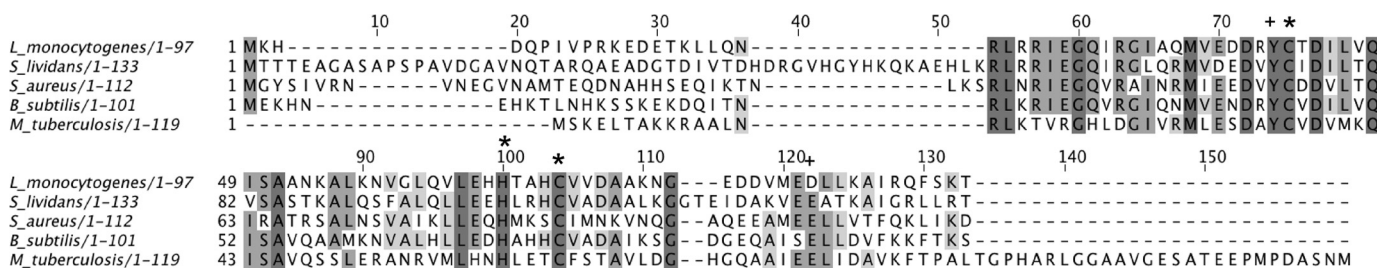 10 20 30 40 50 60 70 + *
L_monocytogenes/1-97 1 MKH----------------DQPIVPRKEDETKLLQN-----------------RLRRIEGQIRGIAQMVEDDRYCTDILVQ
S_lividans/1-133 1 MTTTEAGASAPSPAVDGAVNQTARQAEADGTDIVTDHDRGVHGYHKQKAEHLKRLRRIEGQIRGLQRMVDEDVYCIDILTQ
S_aureus/1-112 1 MGYSIVRN-----VNEGVNAMTEQDNAHHSEQIKTN--------------LKSRLNRIEGQVRAINRMIEEDVYCDDVLTQ
B_subtilis/1-101 1 MEKHN-------------EHKTLNHKSSKEKDQITN-----------------RLKRIEGQVRGIQNMVENDRYCVDILVQ
M_tuberculosis/1-119 1 ----------------------MSKELTAKKRAALN-----------------RLKTVRGHLDGIVRMLESDAYCVDVMKQ
* * +
90 100 110 120 130 140 150
L_monocytogenes/1-97 49 ISAANKALKNVGLQVLEHHTAHCVVDAAKNG---EDDVMEDLLKAIRQFSKT---------------------------
S_lividans/1-133 82 VSASTKALQSFALQLLEEHLRHCVADAALKGGTEIDAKVEEATKAIGRLLRT---------------------------
S_aureus/1-112 63 IRATRSALNSVAIKLLEQHMKSCIMNKVNQG--AQEEAMEELLVTFQKLIKD---------------------------
B_subtilis/1-101 52 ISAVQAAMKNVALHLLEDHAHHCVADAIKSG--DGEQAISELLDVFKKFTKS---------------------------
M_tuberculosis/1-119 43 ISAVQSSLERANRVMLHNHLETCFSTAVLDG--HGQAAIEELIDAVKFTPALTGPHARLGGAAVGESATEEPMPDASNM